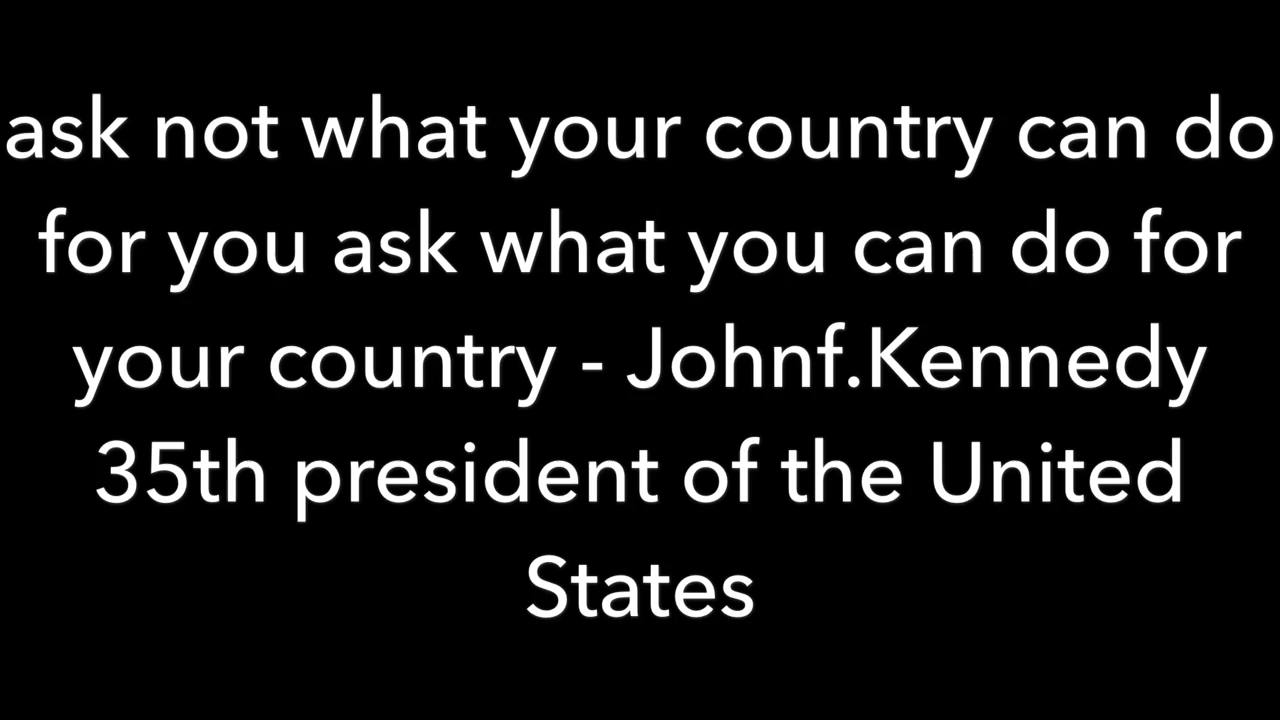 ask not what your country can do
for you ask what you can do for
your country - Johnf.Kennedy
35th president of the United
States